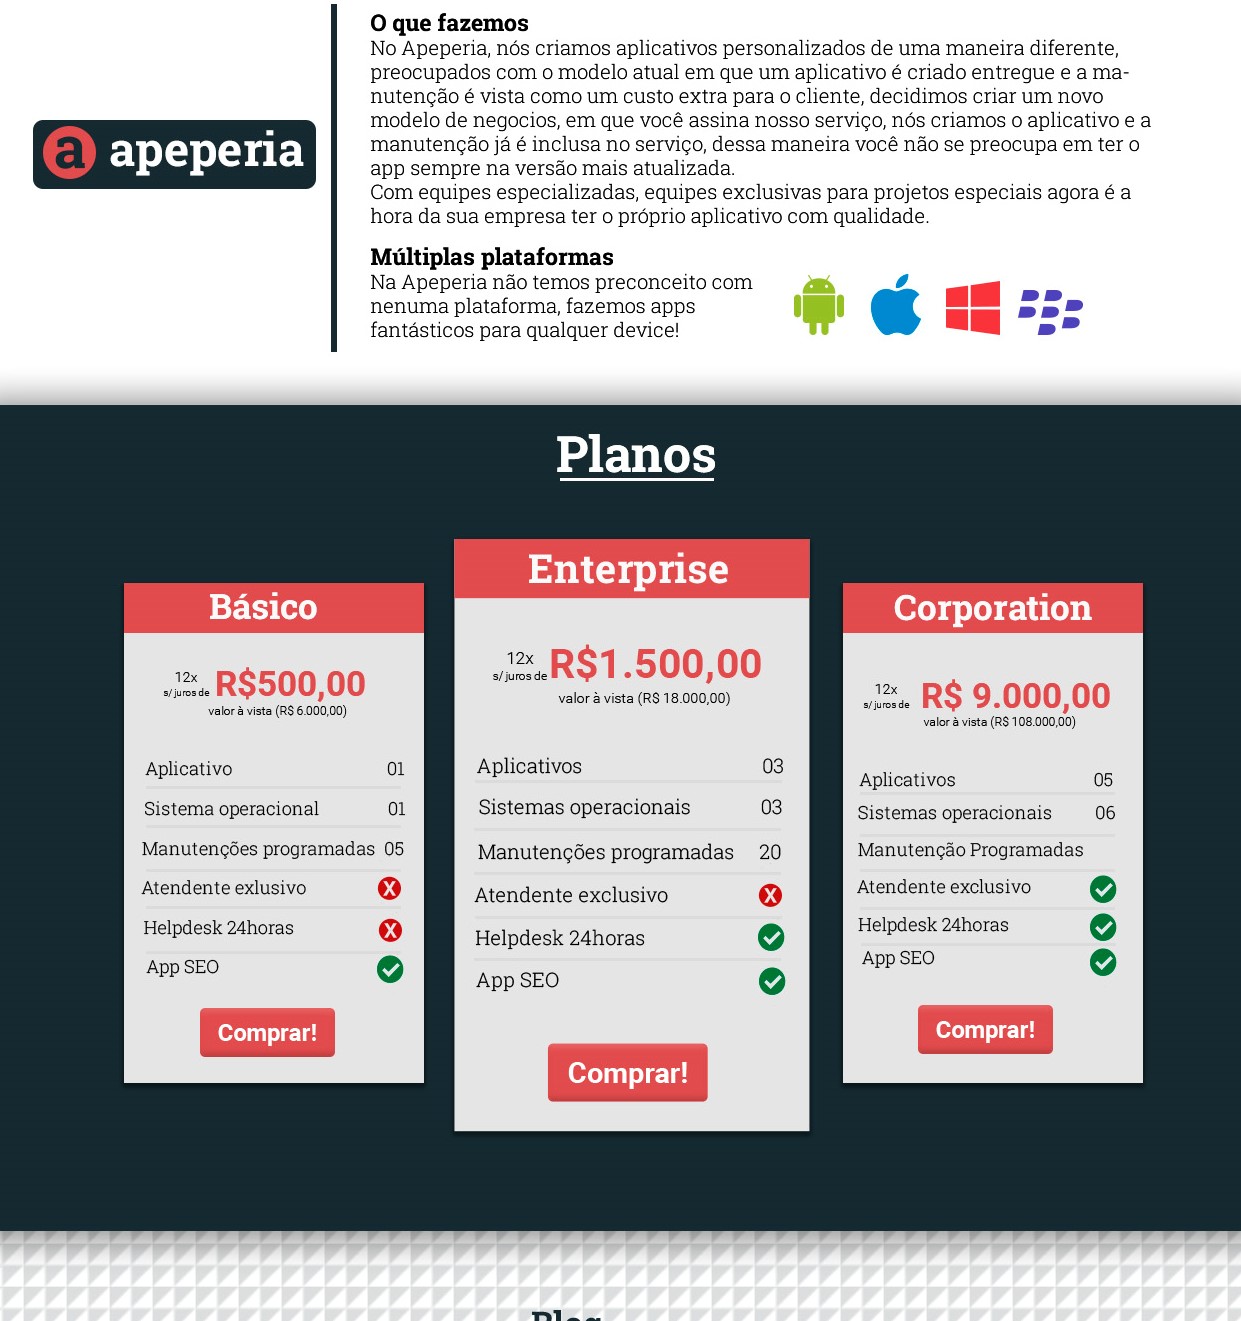 O que fazemos
No Apeperia, nós criamos aplicativos personalizados de uma maneira diferente,
preocupados com o modelo atual em que um aplicativo é criado entregue e a ma-
nutenção é vista como um custo extra para o cliente, decidimos criar um novo
modelo de negocios, em que você assina nosso serviço, nós criamos o aplicativo e a
manutenção já é inclusa no serviço, dessa maneira você não se preocupa em ter o
app sempre na versão mais atualizada.
Com equipes especializadas, equipes exclusivas para projetos especiais agora é a
hora da sua empresa ter o próprio aplicativo com qualidade.
a apeperia
Múltiplas plataformas
Na Apeperia não temos preconceito com
nenuma plataforma, fazemos apps
fantásticos para qualquer device!
Planos
Básico
12x
s/ juros de R$500,00
valor à vista (R$ 6.000,00)
Aplicativo 01
Sistema operacional 01
Manutenções programadas 05
Atendente exlusivo X
Helpdesk 24horas X
App SEO
Comprar!
Enterprise
12x
s/ juros de R$1.500,00
valor à vista (R$ 18.000,00)
Aplicativos 03
Sistemas operacionais 03
Manutenções programadas 20
Atendente exclusivo X
Helpdesk 24horas
App SEO
Comprar!
Corporation
12x
s/ juros de R$ 9.000,00
valor à vista (R$ 108.000,00)
Aplicativos 05
Sistemas operacionais 06
Manutenção Programadas
Atendente exclusivo
Helpdesk 24horas
App SEO
Comprar!
Blog